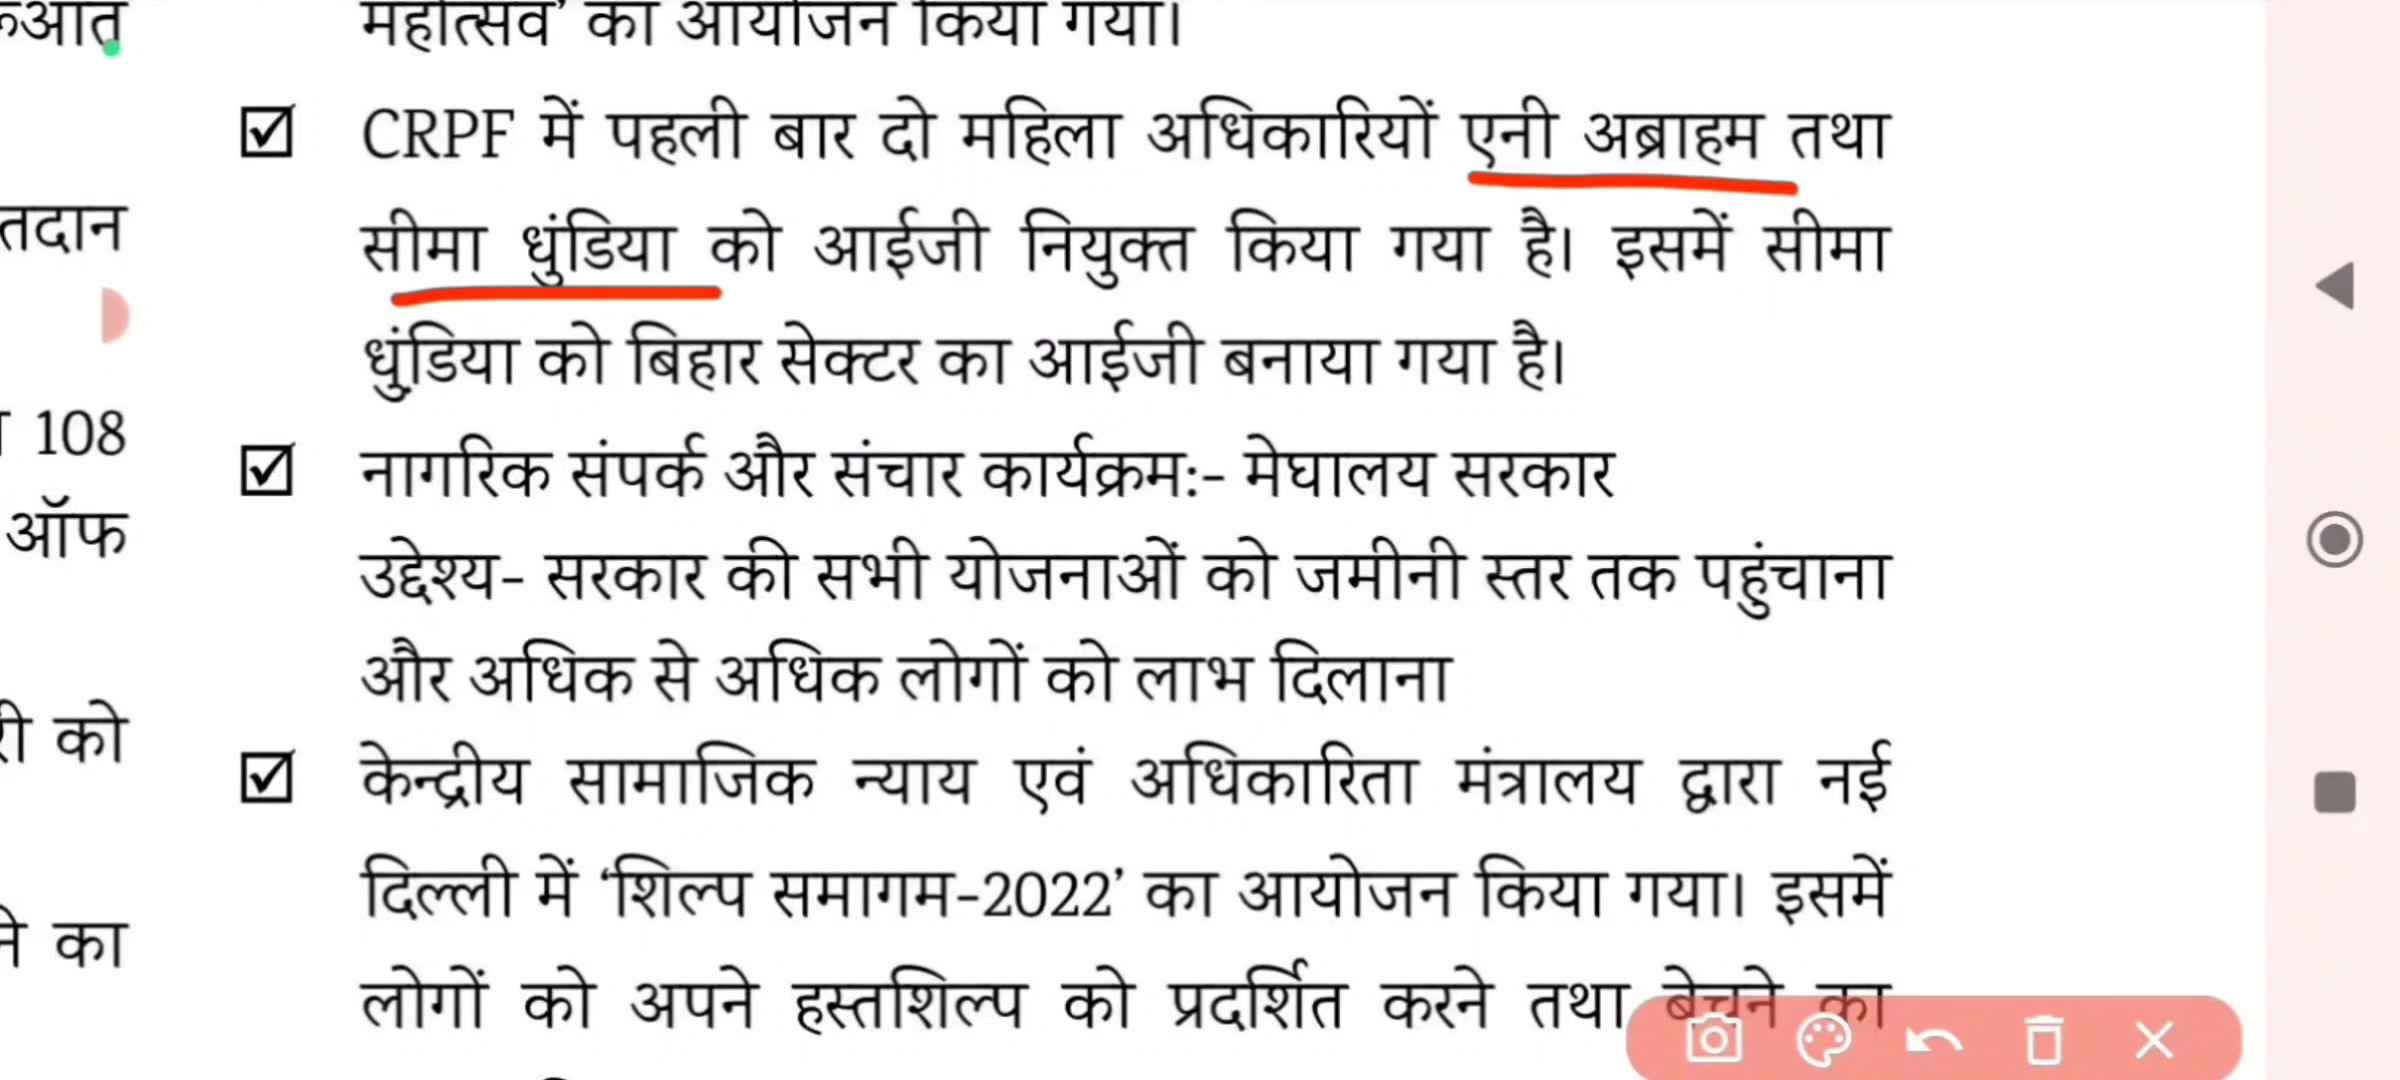 महोत्सव' का आयोजन किया गया।
CRPF में पहली बार दो महिला अधिकारियों एनी अब्राहम तथा
सीमा धुंडिया को आईजी नियुक्त किया गया है। इसमें सीमा
धुंडिया को बिहार सेक्टर का आईजी बनाया गया है।
नागरिक संपर्क और संचार कार्यक्रम:- मेघालय सरकार
उद्देश्य- सरकार की सभी योजनाओं को जमीनी स्तर तक पहुंचाना
और अधिक से अधिक लोगों को लाभ दिलाना
केन्द्रीय सामाजिक न्याय एवं अधिकारिता मंत्रालय द्वारा नई
दिल्ली में 'शिल्प समागम-2022' का आयोजन किया गया। इसमें
लोगों को अपने हस्तशिल्प को प्रदर्शित करने तथा बेचने का
108
ऑफ
को
का